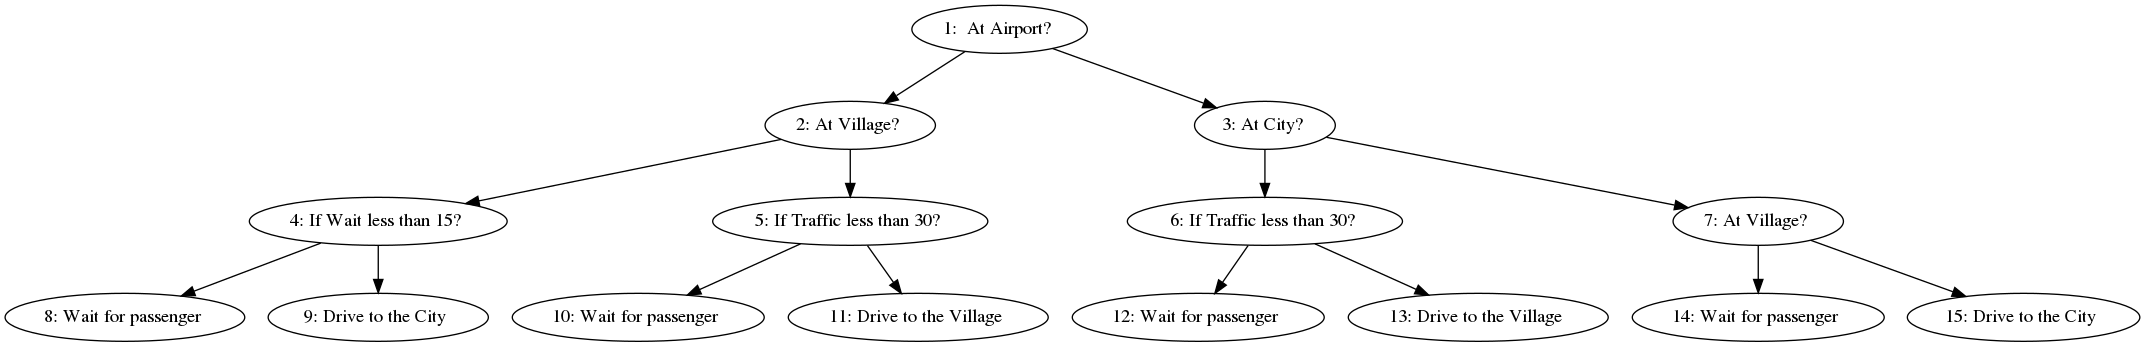 1:  At Airport?
2: At Village?
3: At City?
4: If Wait less than 15?
5: If Traffic less than 30?
6: If Traffic less than 30?
7: At Village?
8: Wait for passenger
9: Drive to the City
10: Wait for passenger
11: Drive to the Village
12: Wait for passenger
13: Drive to the Village
14: Wait for passenger
15: Drive to the City